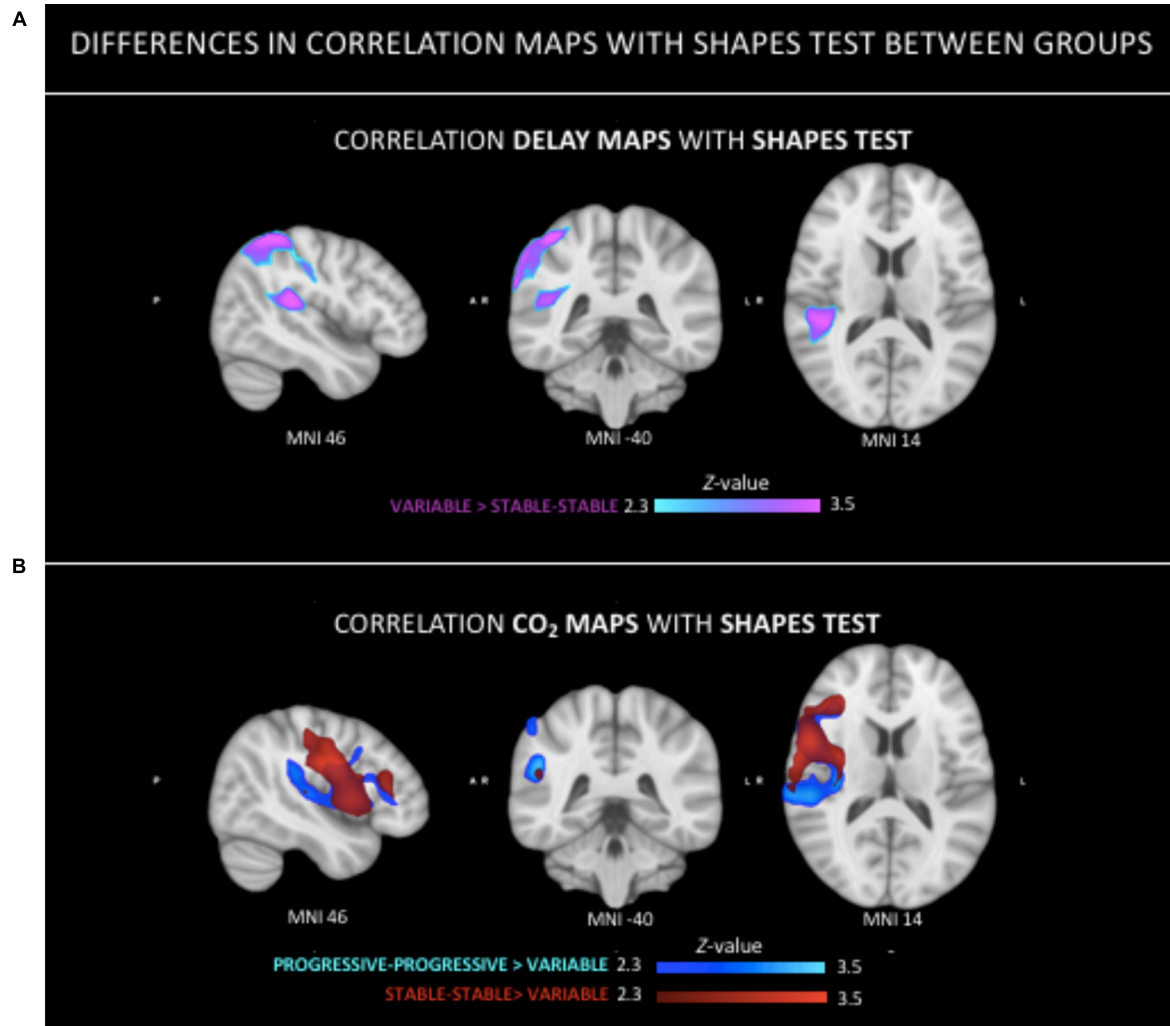 A
DIFFERENCES IN CORRELATION MAPS WITH SHAPES TEST BETWEEN GROUPS
CORRELATION DELAY MAPS WITH SHAPES TEST
P A R L R L
MNI 46 MNI -40 MNI 14
Z-value
VARIABLE > STABLE-STABLE 2.3 3.5
B
CORRELATION CO₂ MAPS WITH SHAPES TEST
P A R L R L
MNI 46 MNI -40 MNI 14
Z-value
PROGRESSIVE-PROGRESSIVE > VARIABLE 2.3 3.5
STABLE-STABLE> VARIABLE 2.3 3.5